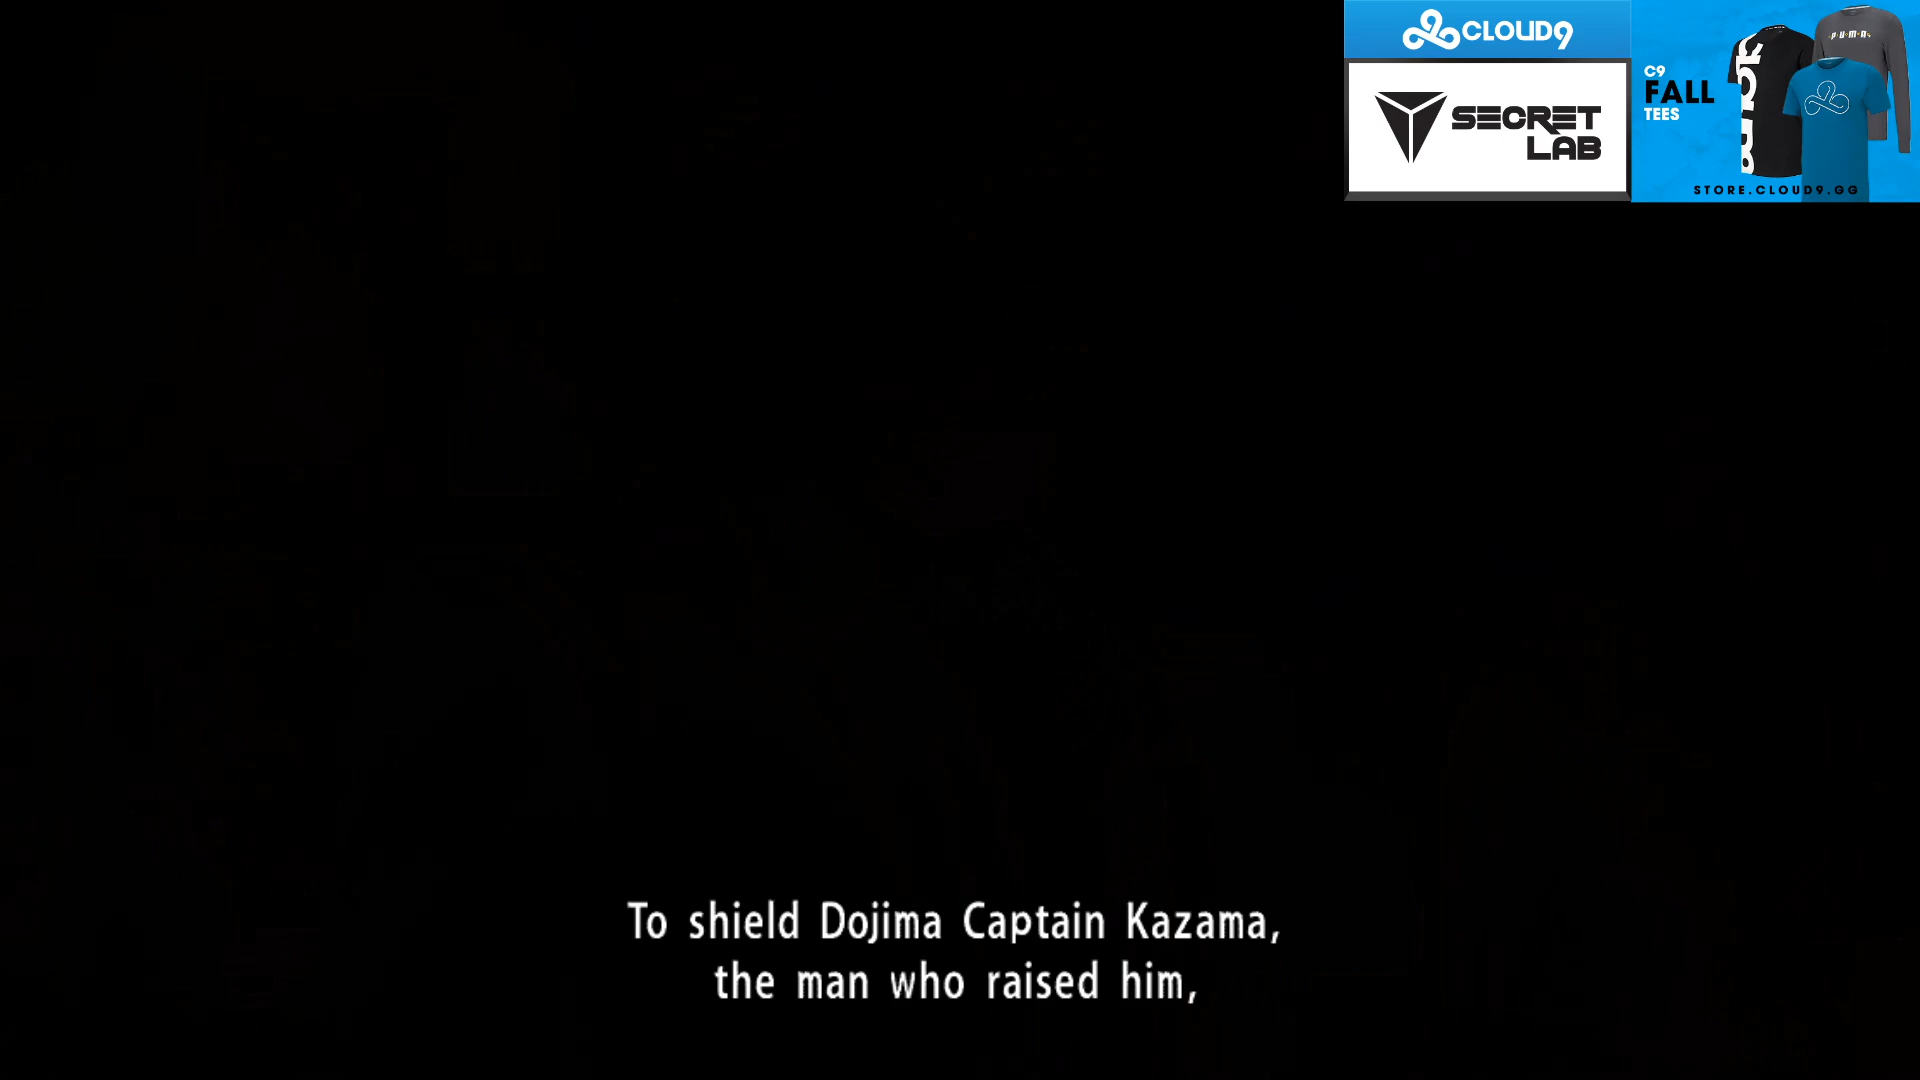 CLOUD9
SECRET
LAB
C9
FALL
TEES
PUMA
STORE.CLOUD9.GG
To shield Dojima Captain Kazama,
the man who raised him,